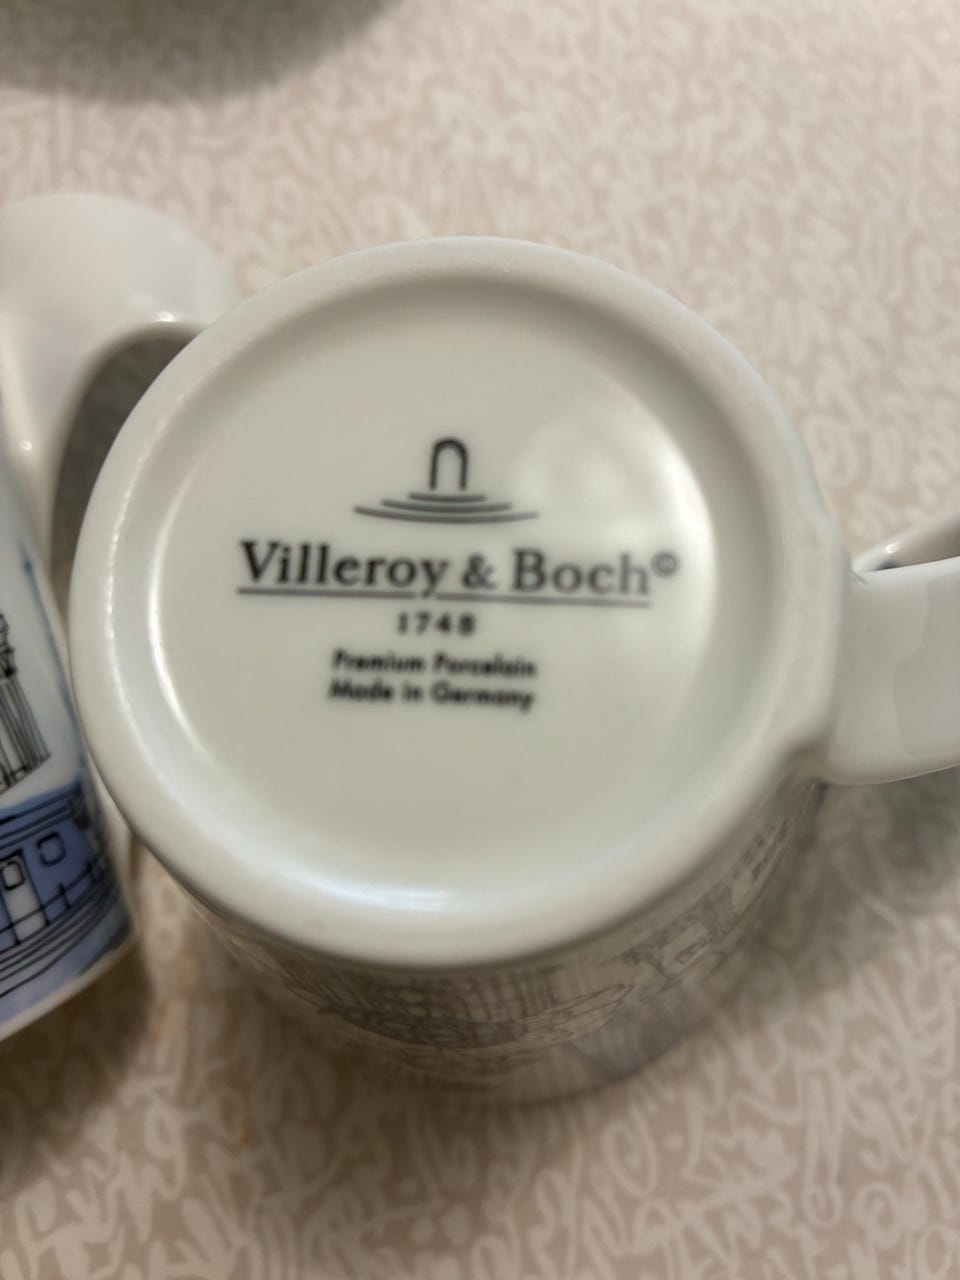 Villeroy & Boch©
1748
Premium Porcelain
Made in Germany